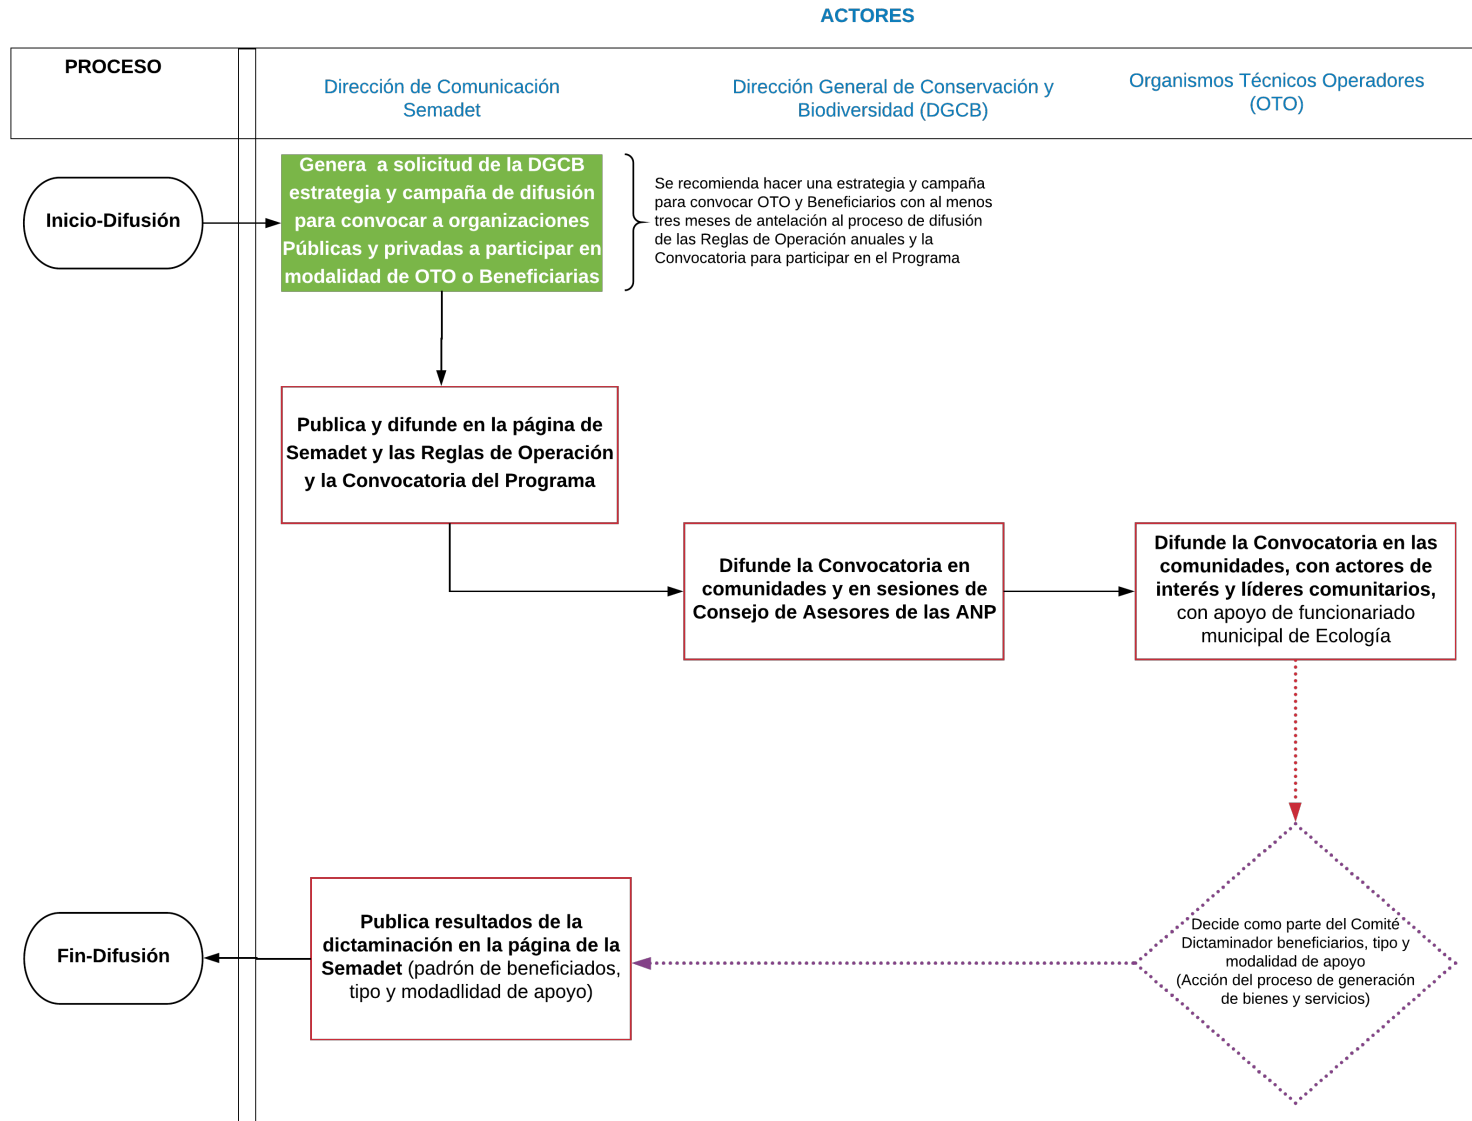 ACTORES
PROCESO
Dirección de Comunicación
Semadet
Dirección General de Conservación y
Biodiversidad (DGCB)
Organismos Técnicos Operadores
(OTO)
Inicio-Difusión
Genera  a solicitud de la DGCB
estrategia y campaña de difusión
para convocar a organizaciones
Públicas y privadas a participar en
modalidad de OTO o Beneficiarias
Se recomienda hacer una estrategia y campaña
para convocar OTO y Beneficiarios con al menos
tres meses de antelación al proceso de difusión
de las Reglas de Operación anuales y la
Convocatoria para participar en el Programa
Publica y difunde en la página de
Semadet y las Reglas de Operación
y la Convocatoria del Programa
Difunde la Convocatoria en
comunidades y en sesiones de
Consejo de Asesores de las ANP
Difunde la Convocatoria en las
comunidades, con actores de
interés y líderes comunitarios,
con apoyo de funcionariado
municipal de Ecología
Decide como parte del Comité
Dictaminador beneficiarios, tipo y
modalidad de apoyo
(Acción del proceso de generación
de bienes y servicios)
Publica resultados de la
dictaminación en la página de la
Semadet (padrón de beneficiados,
tipo y modadlidad de apoyo)
Fin-Difusión